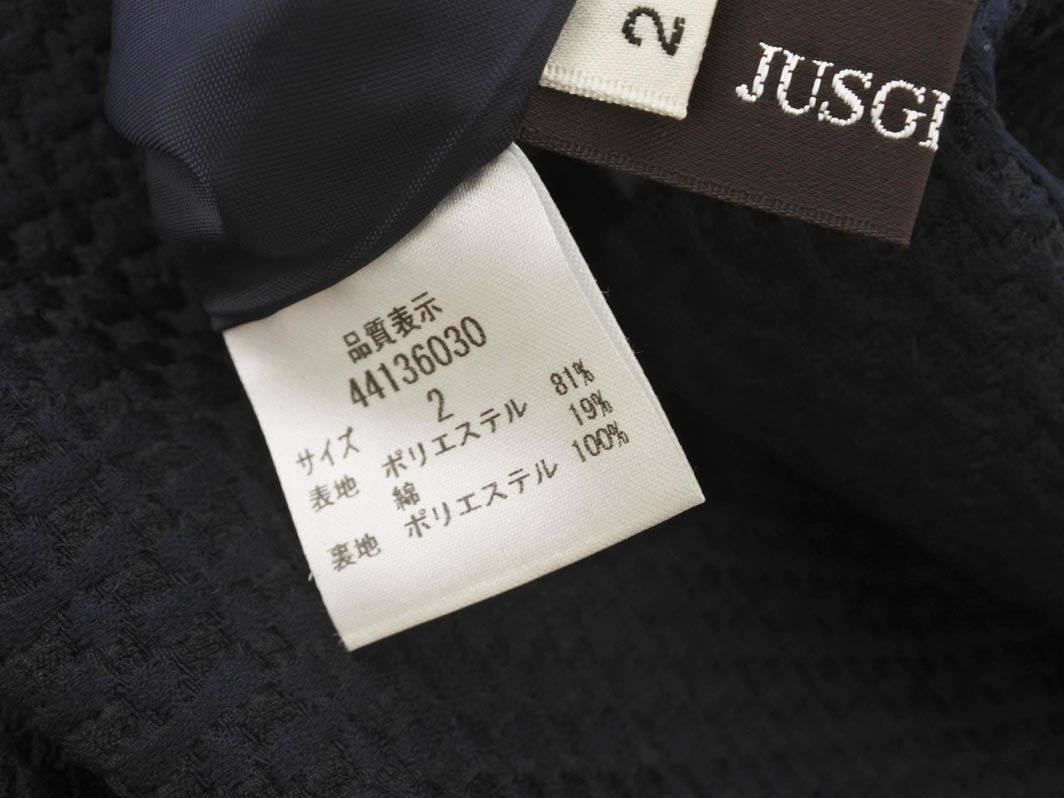 2
JUSGL
品質表示
44136030
サイズ 2
表地 ポリエステル 81%
綿 19%
裏地 ポリエステル 100%